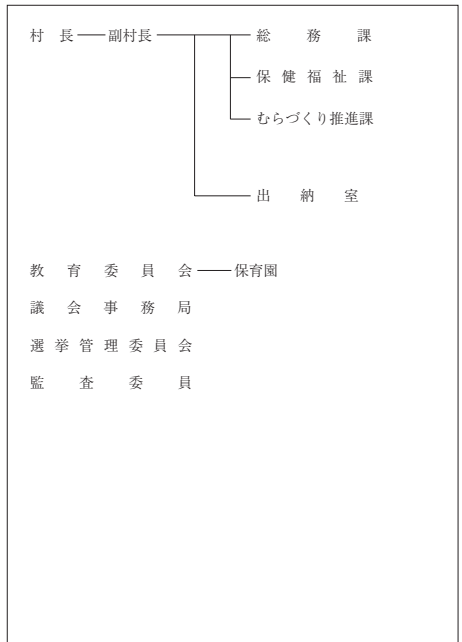 村長 副村長 総務課
保健福祉課
むらづくり推進課
出納室
教育委員会 保育園
議会事務局
選挙管理委員会
監査委員